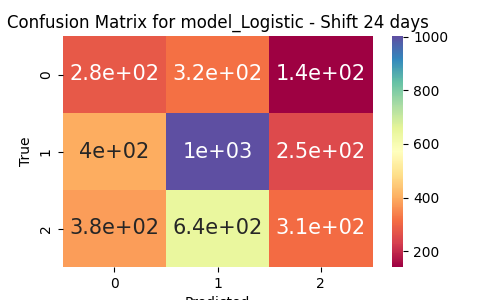 Confusion Matrix for model_Logistic - Shift 24 days
0 2.8e+02 3.2e+02 1.4e+02
1 4e+02 1e+03 2.5e+02
2 3.8e+02 6.4e+02 3.1e+02
True
0 1 2
Predicted
1000
800
600
400
200